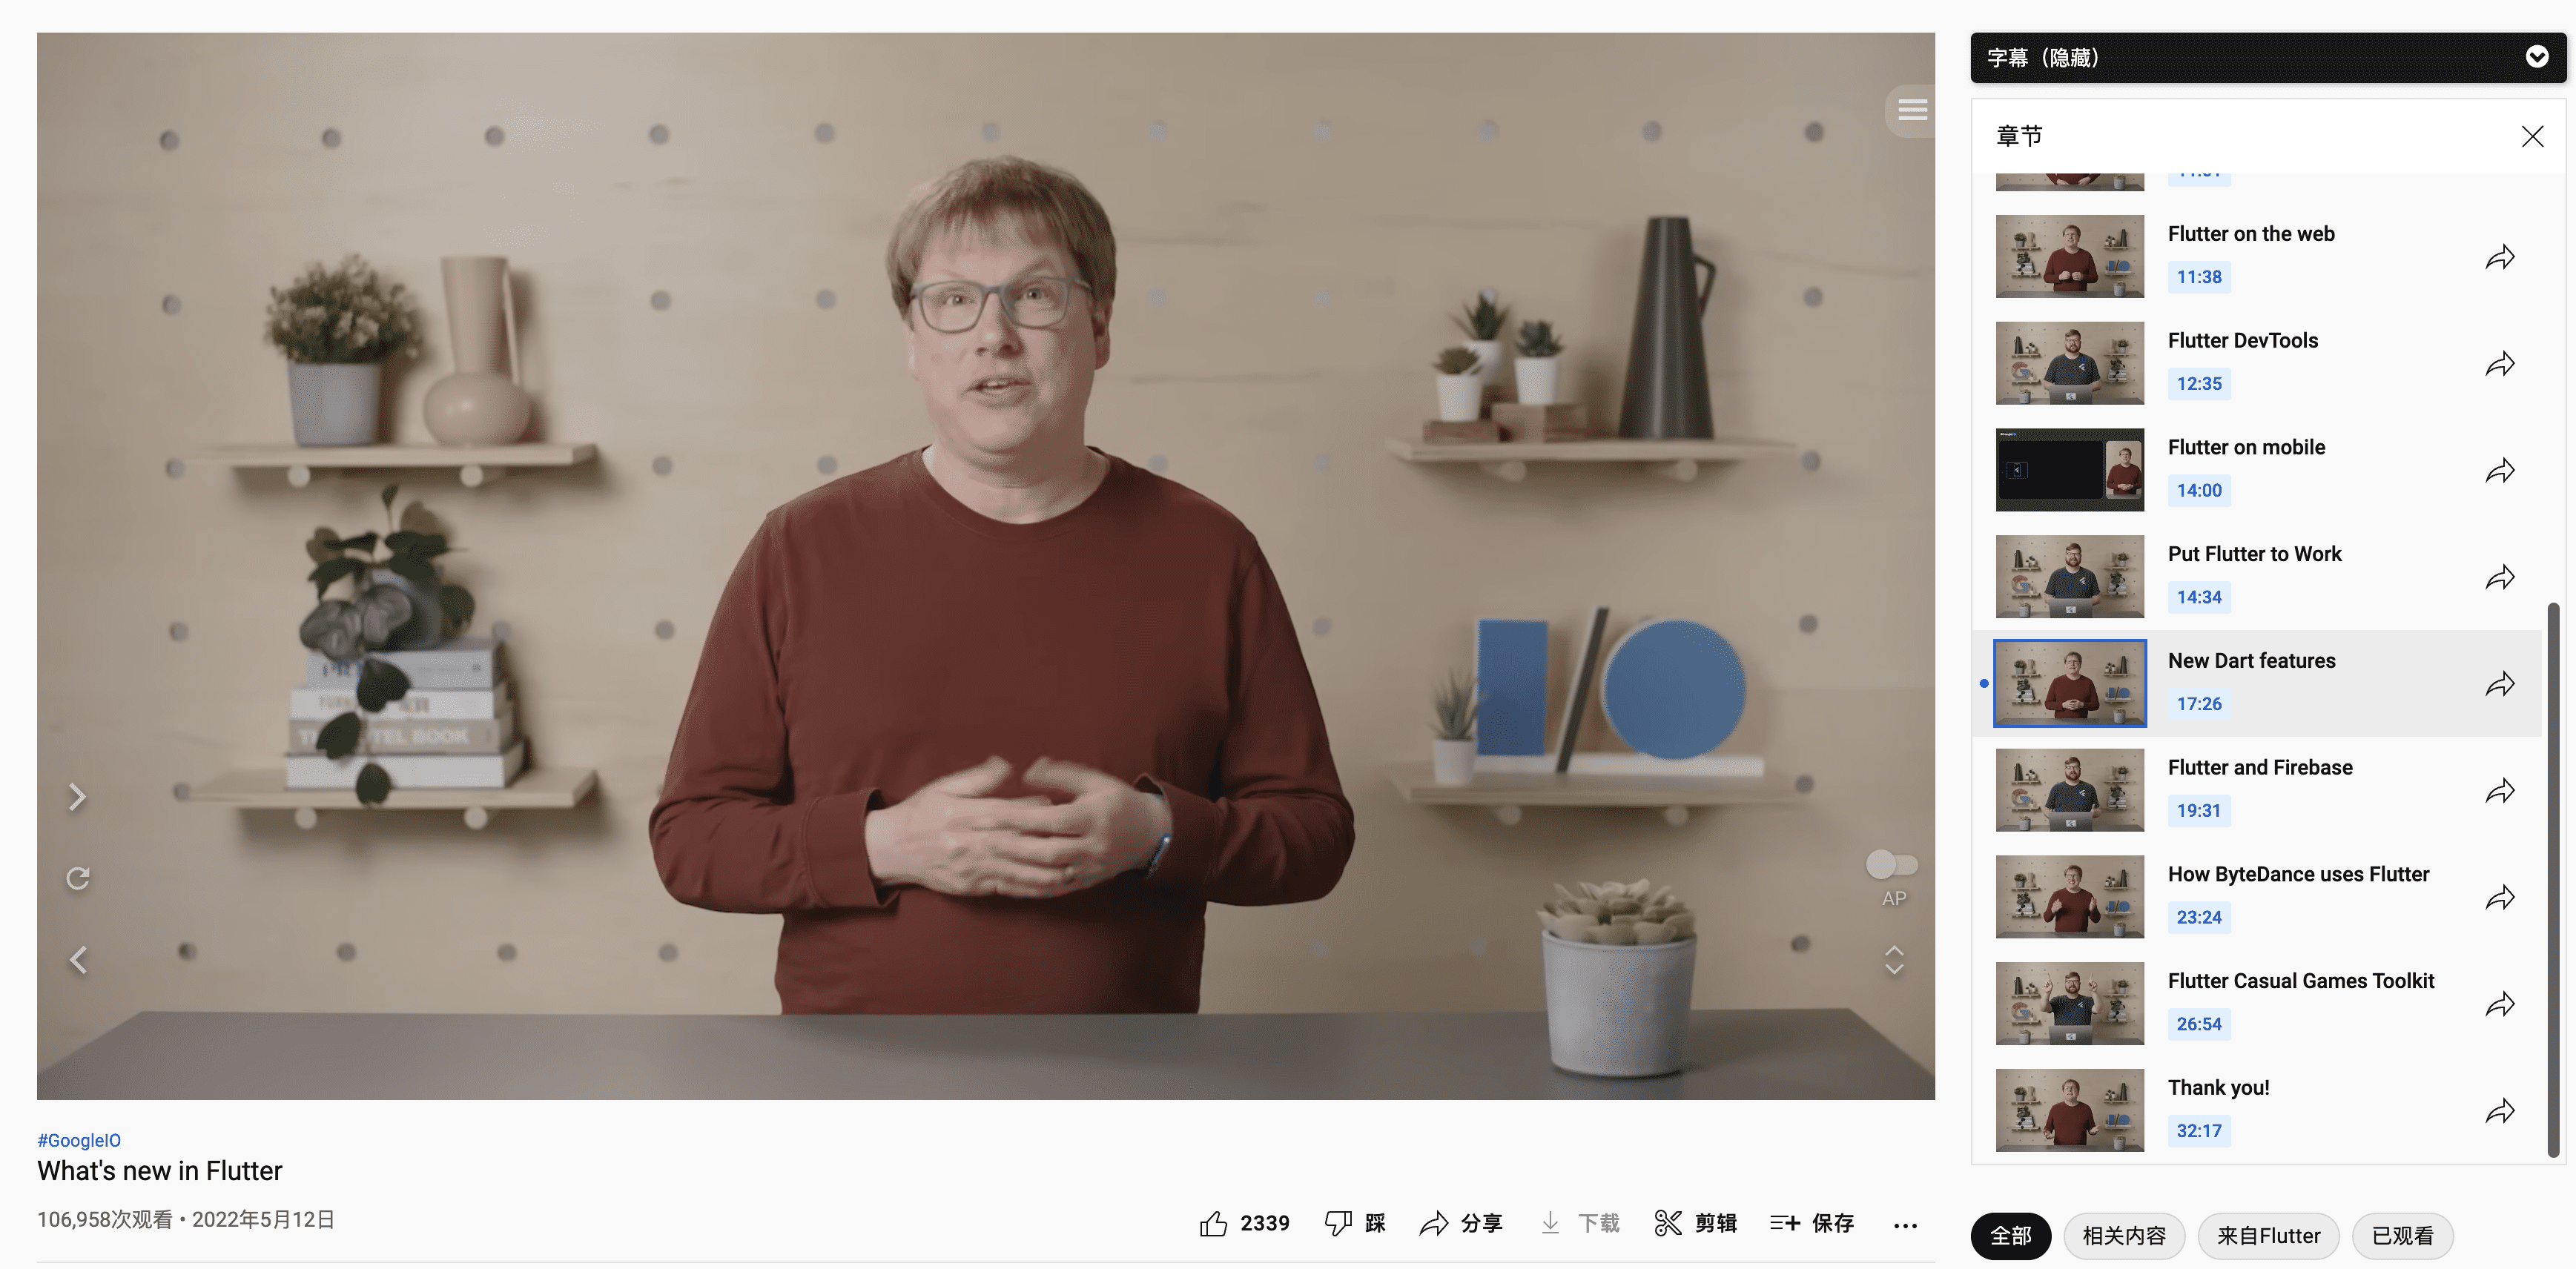 字幕（隐藏）
章节
Flutter on the web
11:38
Flutter DevTools
12:35
Flutter on mobile
14:00
Put Flutter to Work
14:34
New Dart features
17:26
Flutter and Firebase
19:31
How ByteDance uses Flutter
23:24
Flutter Casual Games Toolkit
26:54
Thank you!
32:17
BOOK
AP
#GoogleIO
What's new in Flutter
106,958次观看 • 2022年5月12日
2339 踩 分享 下载 剪辑 保存
全部 相关内容 来自Flutter 已观看